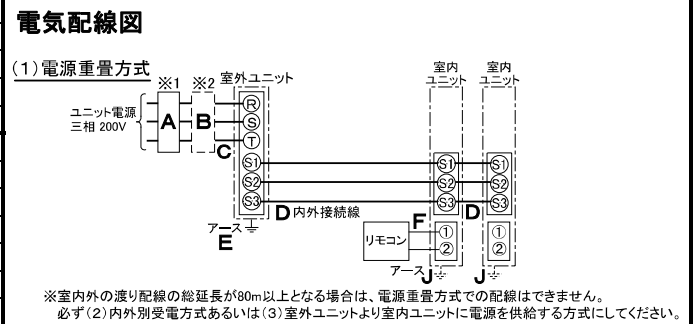 電気配線図
(1)電源重畳方式
※1 ※2 室外ユニット
室内
ユニット
室内
ユニット
ユニット電源
三相 200V
A
B
C
R
S
T
S1
S2
S3
S1
S2
S3
S1
S2
S3
D 内外接続線
D
アース
E
F
リモコン
①
②
①
②
アース J
J
※室内外の渡り配線の総延長が80m以上となる場合は、電源重畳方式での配線はできません。
必ず(2)内外別受電方式あるいは(3)室外ユニットより室内ユニットに電源を供給する方式にしてください。